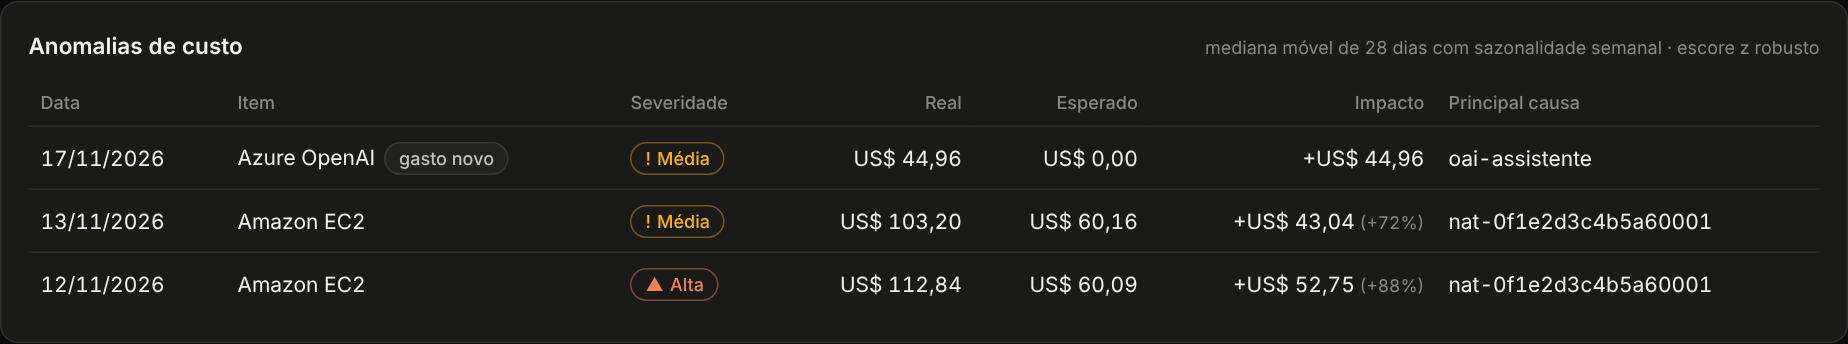 Anomalias de custo
mediana móvel de 28 dias com sazonalidade semanal · escore z robusto
Data Item Severidade Real Esperado Impacto Principal causa
17/11/2026 Azure OpenAI gasto novo ! Média US$ 44,96 US$ 0,00 +US$ 44,96 oai-assistente
13/11/2026 Amazon EC2 ! Média US$ 103,20 US$ 60,16 +US$ 43,04 (+72%) nat-0f1e2d3c4b5a60001
12/11/2026 Amazon EC2 ▲ Alta US$ 112,84 US$ 60,09 +US$ 52,75 (+88%) nat-0f1e2d3c4b5a60001